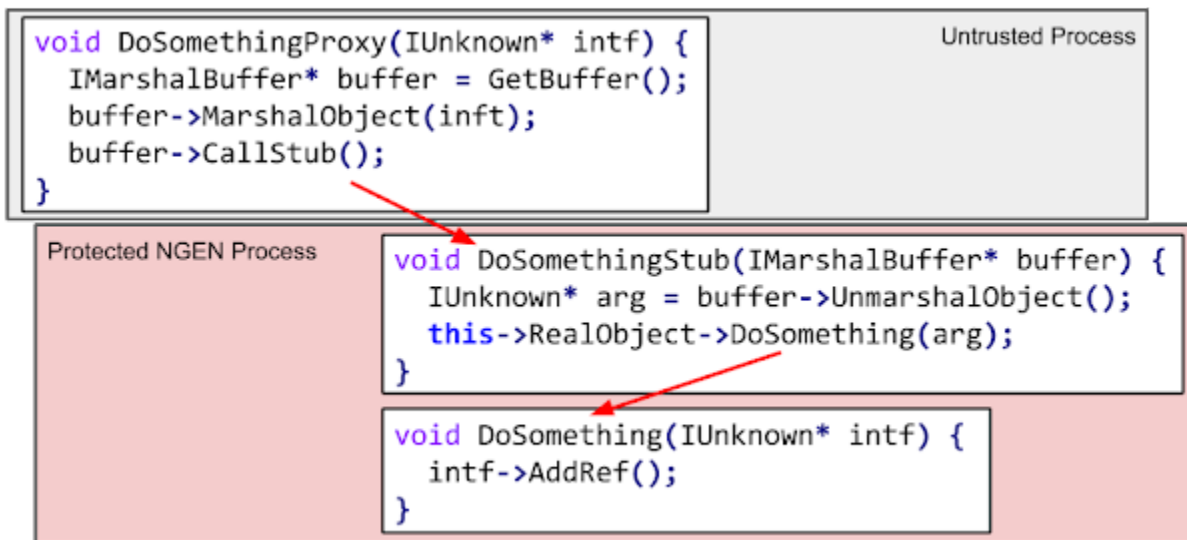 void DoSomethingProxy(IUnknown* intf) {
Untrusted Process
  IMarshalBuffer* buffer = GetBuffer();
  buffer->MarshalObject(inft);
  buffer->CallStub();
}
Protected NGEN Process
void DoSomethingStub(IMarshalBuffer* buffer) {
  IUnknown* arg = buffer->UnmarshalObject();
  this->RealObject->DoSomething(arg);
}
void DoSomething(IUnknown* intf) {
  intf->AddRef();
}